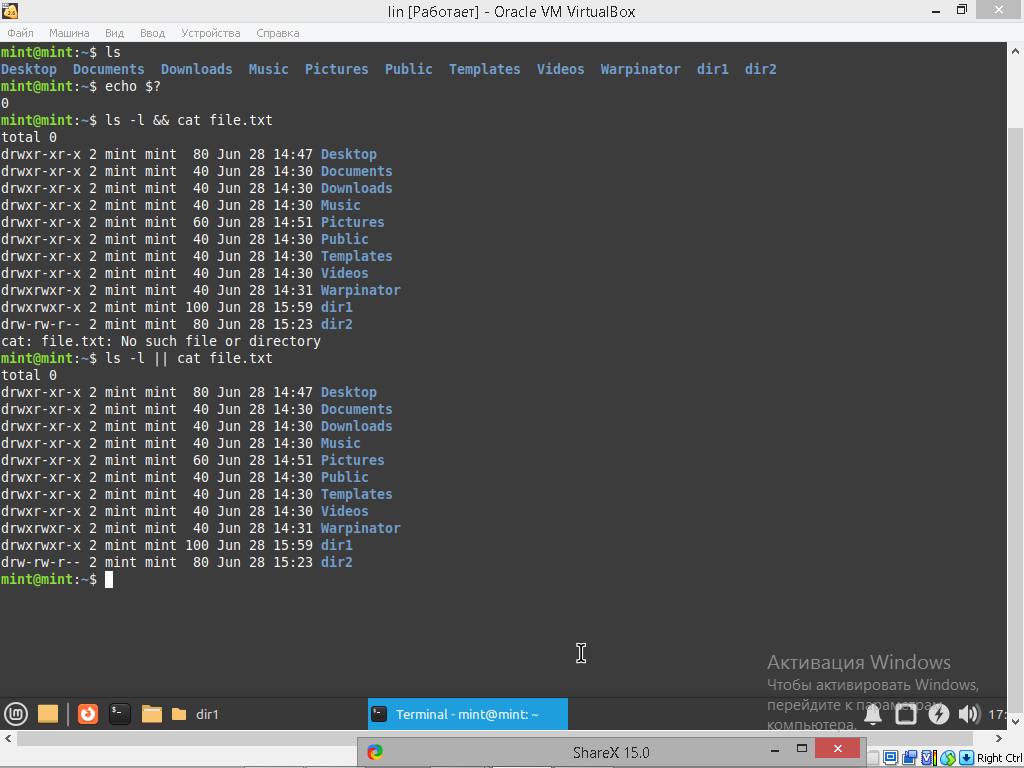 lin [Работает] - Oracle VM VirtualBox
Файл Машина Вид Ввод Устройства Справка
mint@mint:~$ ls
Desktop Documents Downloads Music Pictures Public Templates Videos Warpinator dir1 dir2
mint@mint:~$ echo $?
0
mint@mint:~$ ls -l && cat file.txt
total 0
drwxr-xr-x 2 mint mint  80 Jun 28 14:47 Desktop
drwxr-xr-x 2 mint mint  40 Jun 28 14:30 Documents
drwxr-xr-x 2 mint mint  40 Jun 28 14:30 Downloads
drwxr-xr-x 2 mint mint  40 Jun 28 14:30 Music
drwxr-xr-x 2 mint mint  60 Jun 28 14:51 Pictures
drwxr-xr-x 2 mint mint  40 Jun 28 14:30 Public
drwxr-xr-x 2 mint mint  40 Jun 28 14:30 Templates
drwxr-xr-x 2 mint mint  40 Jun 28 14:30 Videos
drwxrwxr-x 2 mint mint  40 Jun 28 14:31 Warpinator
drwxrwxr-x 2 mint mint 100 Jun 28 15:59 dir1
drw-rw-r-- 2 mint mint  80 Jun 28 15:23 dir2
cat: file.txt: No such file or directory
mint@mint:~$ ls -l || cat file.txt
total 0
drwxr-xr-x 2 mint mint  80 Jun 28 14:47 Desktop
drwxr-xr-x 2 mint mint  40 Jun 28 14:30 Documents
drwxr-xr-x 2 mint mint  40 Jun 28 14:30 Downloads
drwxr-xr-x 2 mint mint  40 Jun 28 14:30 Music
drwxr-xr-x 2 mint mint  60 Jun 28 14:51 Pictures
drwxr-xr-x 2 mint mint  40 Jun 28 14:30 Public
drwxr-xr-x 2 mint mint  40 Jun 28 14:30 Templates
drwxr-xr-x 2 mint mint  40 Jun 28 14:30 Videos
drwxrwxr-x 2 mint mint  40 Jun 28 14:31 Warpinator
drwxrwxr-x 2 mint mint 100 Jun 28 15:59 dir1
drw-rw-r-- 2 mint mint  80 Jun 28 15:23 dir2
mint@mint:~$
Активация Windows
Чтобы активировать Windows,
перейдите к параметрам
компьютера.
dir1
Terminal - mint@mint: ~
17:
ShareX 15.0
Right Ctrl